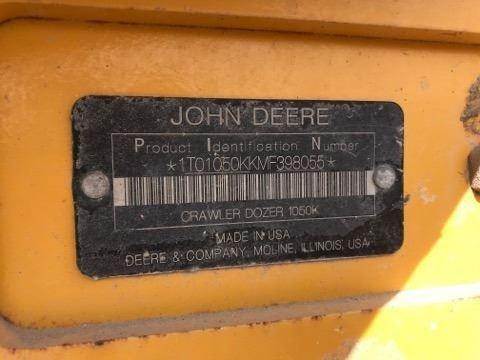 JOHN DEERE
Product Identification Number
*1T01050KKMF398055*
CRAWLER DOZER 1050K
MADE IN USA
DEERE & COMPANY, MOLINE, ILLINOIS, USA